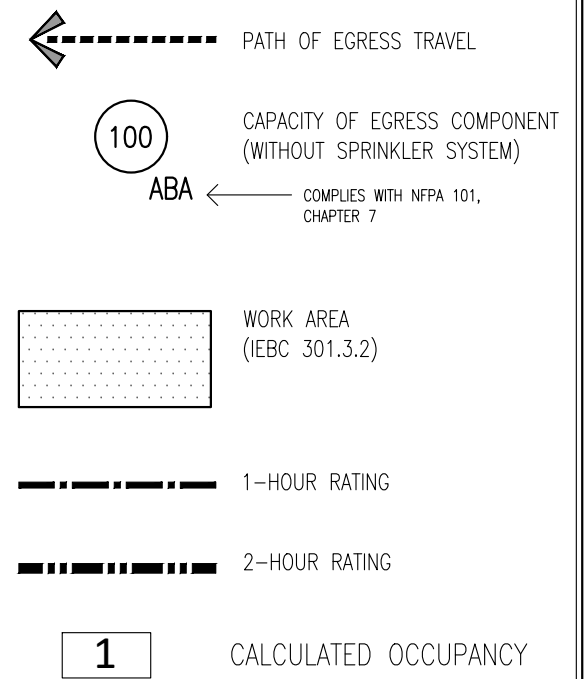 PATH OF EGRESS TRAVEL
100
CAPACITY OF EGRESS COMPONENT
(WITHOUT SPRINKLER SYSTEM)
ABA
COMPLIES WITH NFPA 101,
CHAPTER 7
WORK AREA
(IEBC 301.3.2)
1-HOUR RATING
2-HOUR RATING
1
CALCULATED OCCUPANCY